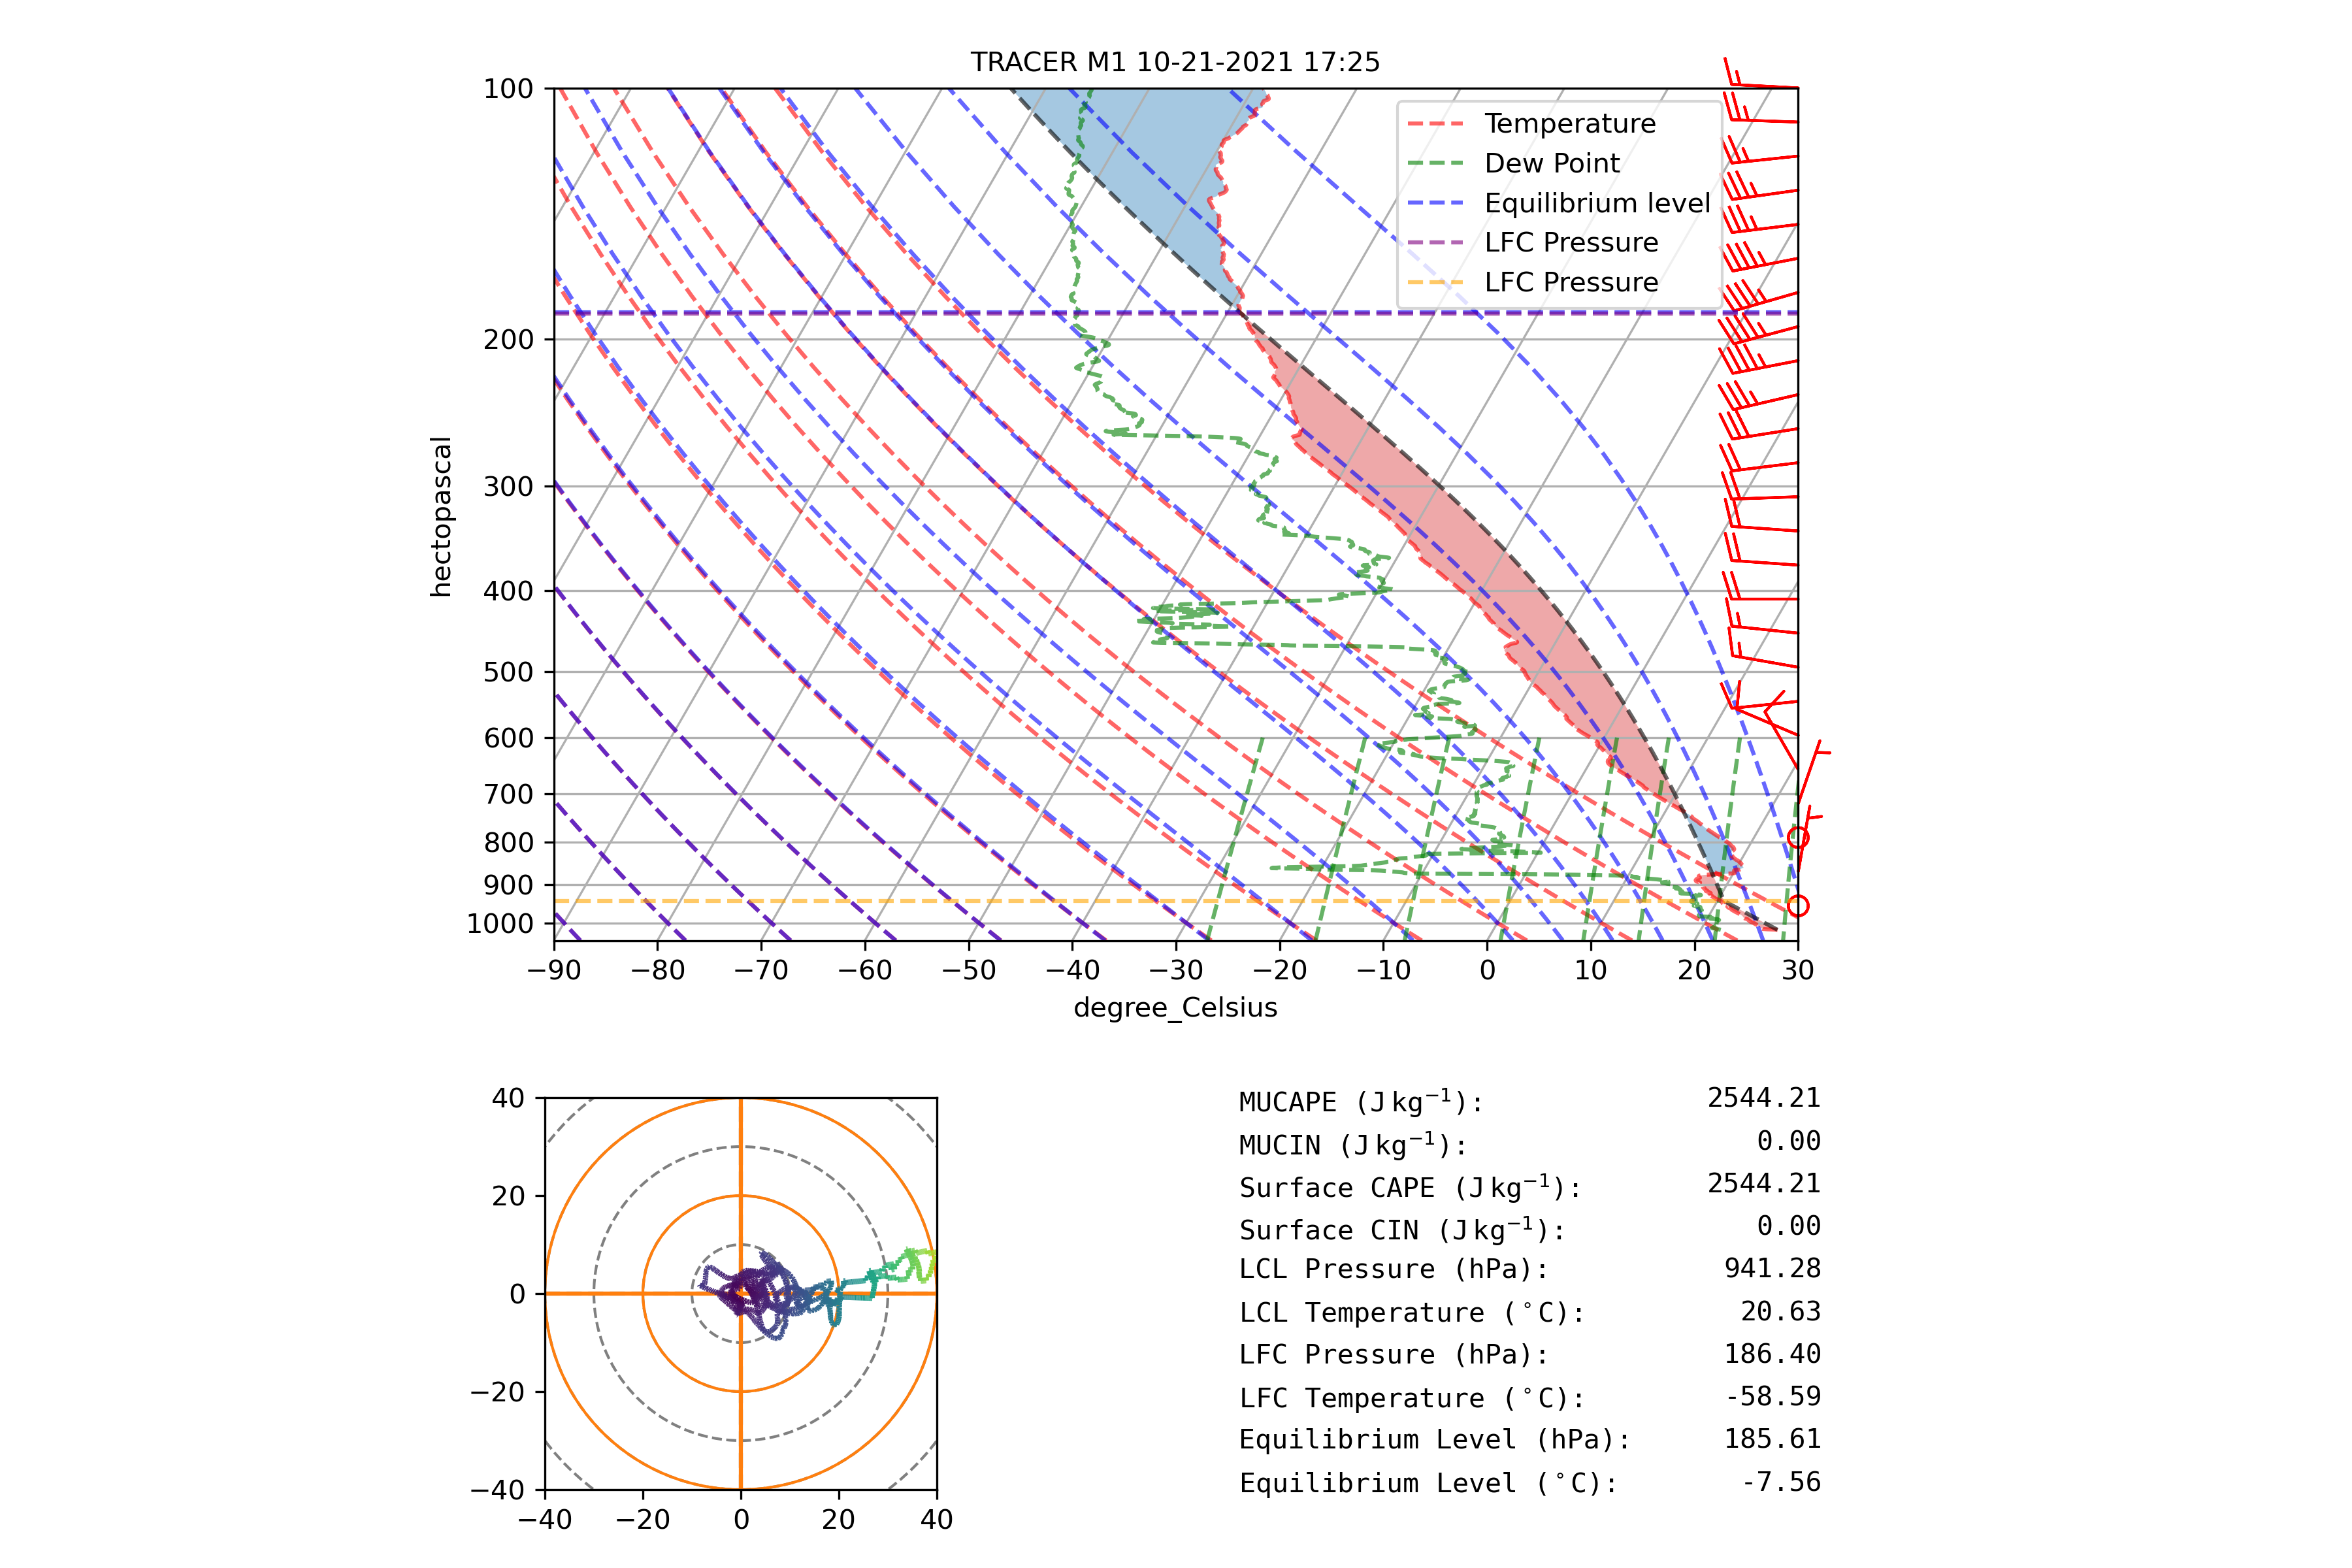 TRACER M1 10-21-2021 17:25
100
200
300
400
500
600
700
800
900
1000
hectopascal
Temperature
Dew Point
Equilibrium level
LFC Pressure
LFC Pressure
−90 −80 −70 −60 −50 −40 −30 −20 −10 0 10 20 30
degree_Celsius
40
20
0
−20
−40
−40 −20 0 20 40
MUCAPE (J kg⁻¹): 2544.21
MUCIN (J kg⁻¹): 0.00
Surface CAPE (J kg⁻¹): 2544.21
Surface CIN (J kg⁻¹): 0.00
LCL Pressure (hPa): 941.28
LCL Temperature (°C): 20.63
LFC Pressure (hPa): 186.40
LFC Temperature (°C): -58.59
Equilibrium Level (hPa): 185.61
Equilibrium Level (°C): -7.56